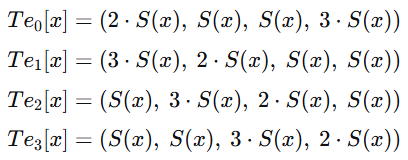 Te₀[x] = (2 · S(x), S(x), S(x), 3 · S(x))
Te₁[x] = (3 · S(x), 2 · S(x), S(x), S(x))
Te₂[x] = (S(x), 3 · S(x), 2 · S(x), S(x))
Te₃[x] = (S(x), S(x), 3 · S(x), 2 · S(x))